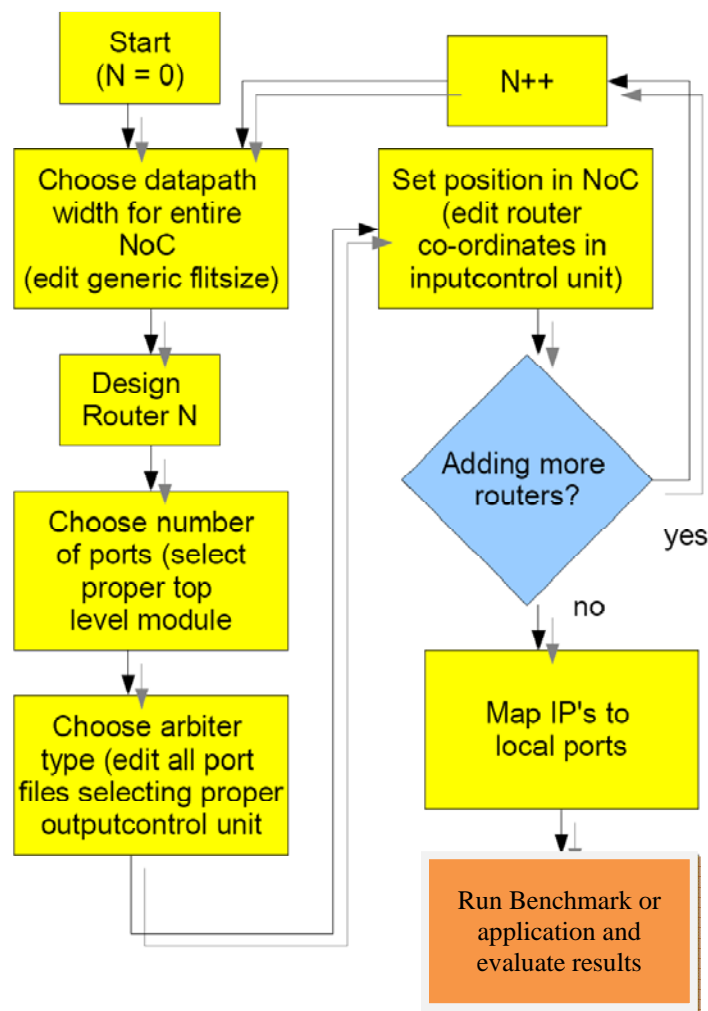 Start
(N = 0)
Choose datapath
width for entire
NoC
(edit generic flitsize)
Design
Router N
Choose number
of ports (select
proper top
level module
Choose arbiter
type (edit all port
files selecting proper
outputcontrol unit
N++
Set position in NoC
(edit router
co-ordinates in
inputcontrol unit)
Adding more
routers?
yes
no
Map IP's to
local ports
Run Benchmark or
application and
evaluate results